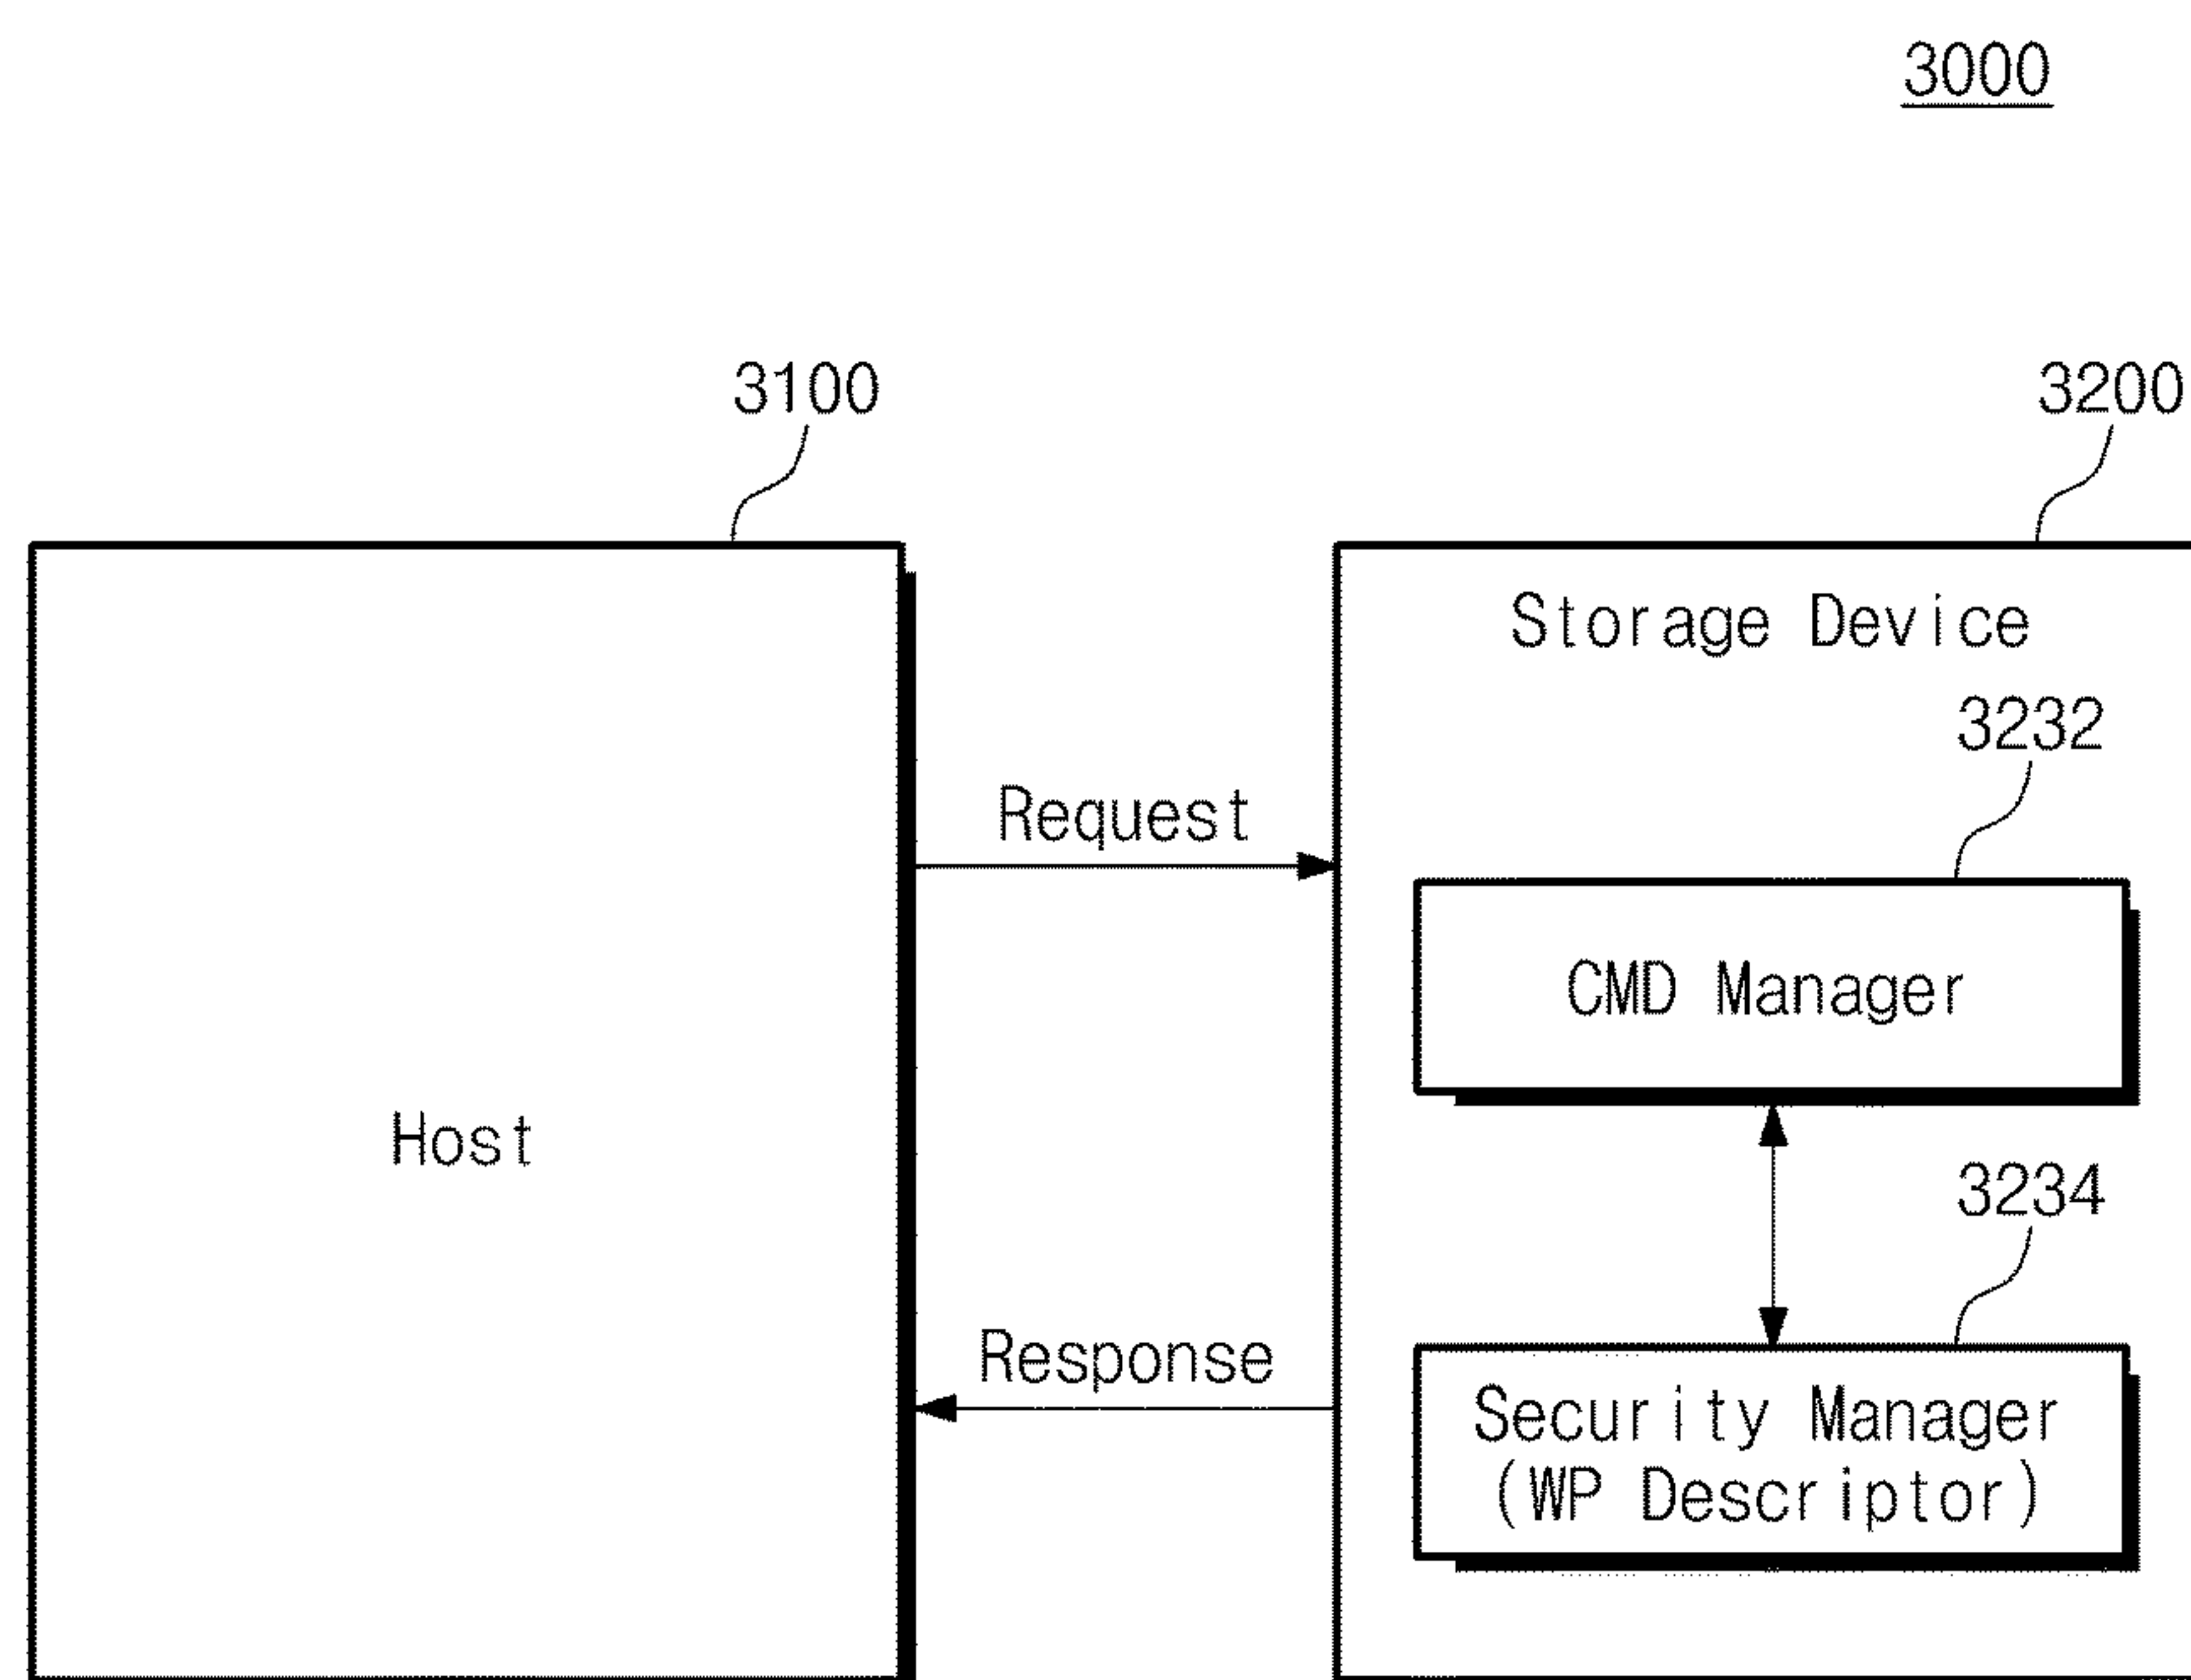 3000
3100
3200
Storage Device
3232
Request
CMD Manager
Host
3234
Response
Security Manager
(WP Descriptor)